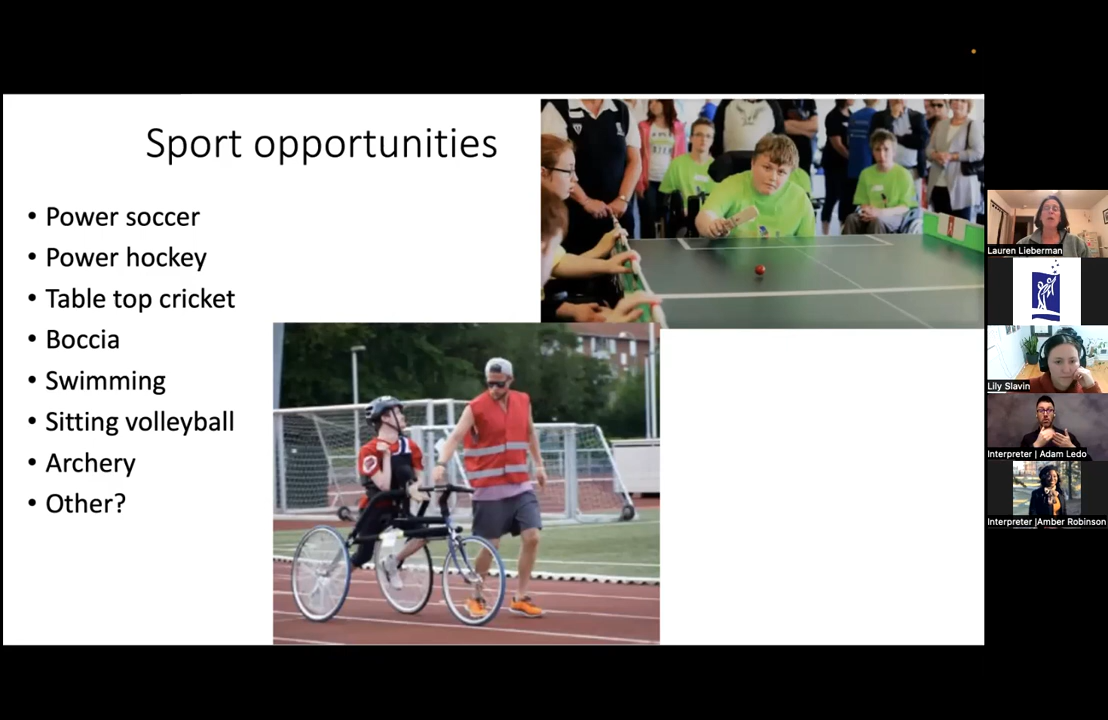 Sport opportunities
• Power soccer
• Power hockey
• Table top cricket
• Boccia
• Swimming
• Sitting volleyball
• Archery
• Other?
Lauren Lieberman
Lily Slavin
Interpreter | Adam Ledo
Interpreter |Amber Robinson